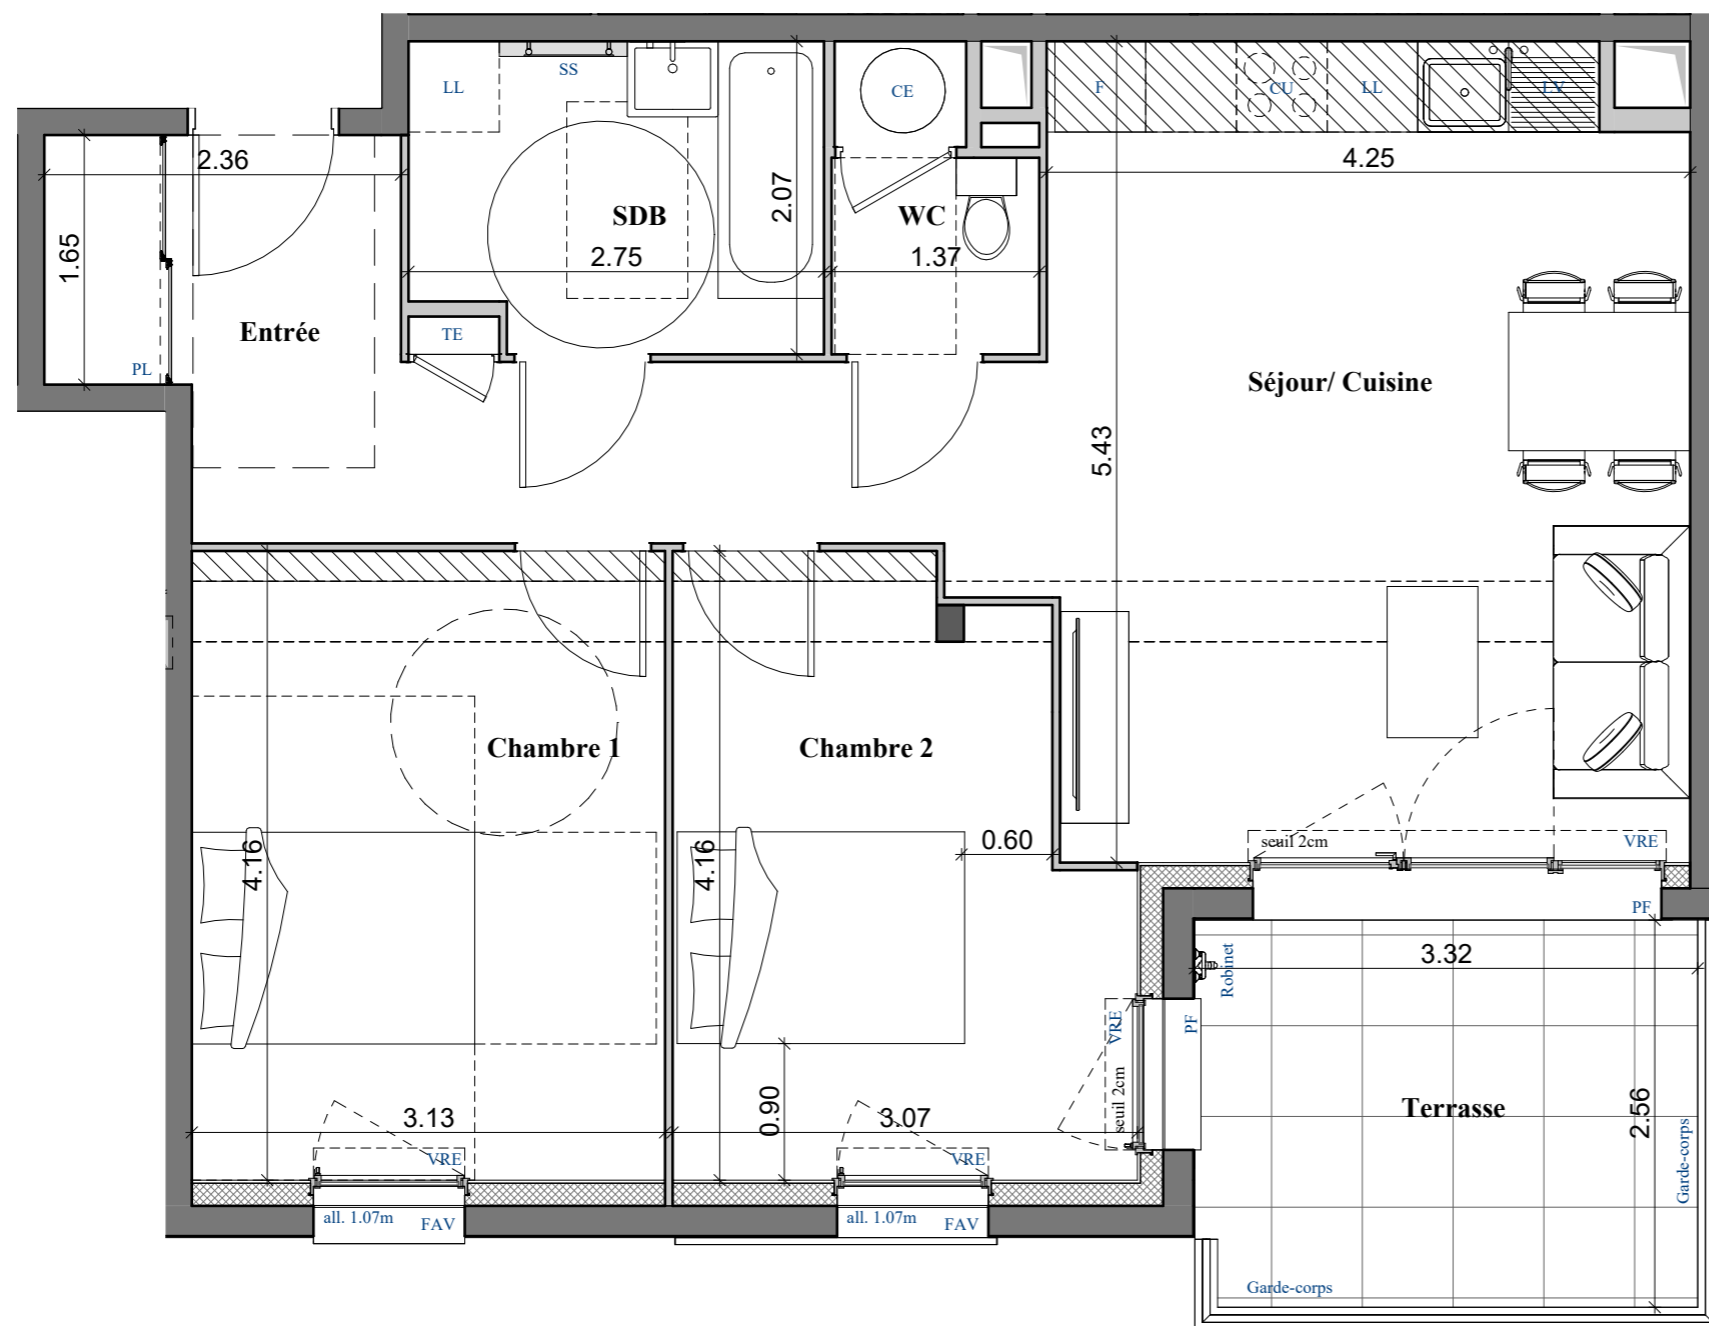 LL
SS
CE
F
CU
LL
LV
2.36
4.25
2.07
SDB
WC
2.75
1.37
1.65
Entrée
TE
PL
Séjour/ Cuisine
5.43
Chambre 1
Chambre 2
4.16
4.16
0.60
seuil 2cm
VRE
PF
Robinet
3.32
VRE
PF
seuil 2cm
Terrasse
2.56
Garde-corps
0.90
3.13
3.07
VRE
VRE
all. 1.07m
FAV
all. 1.07m
FAV
Garde-corps